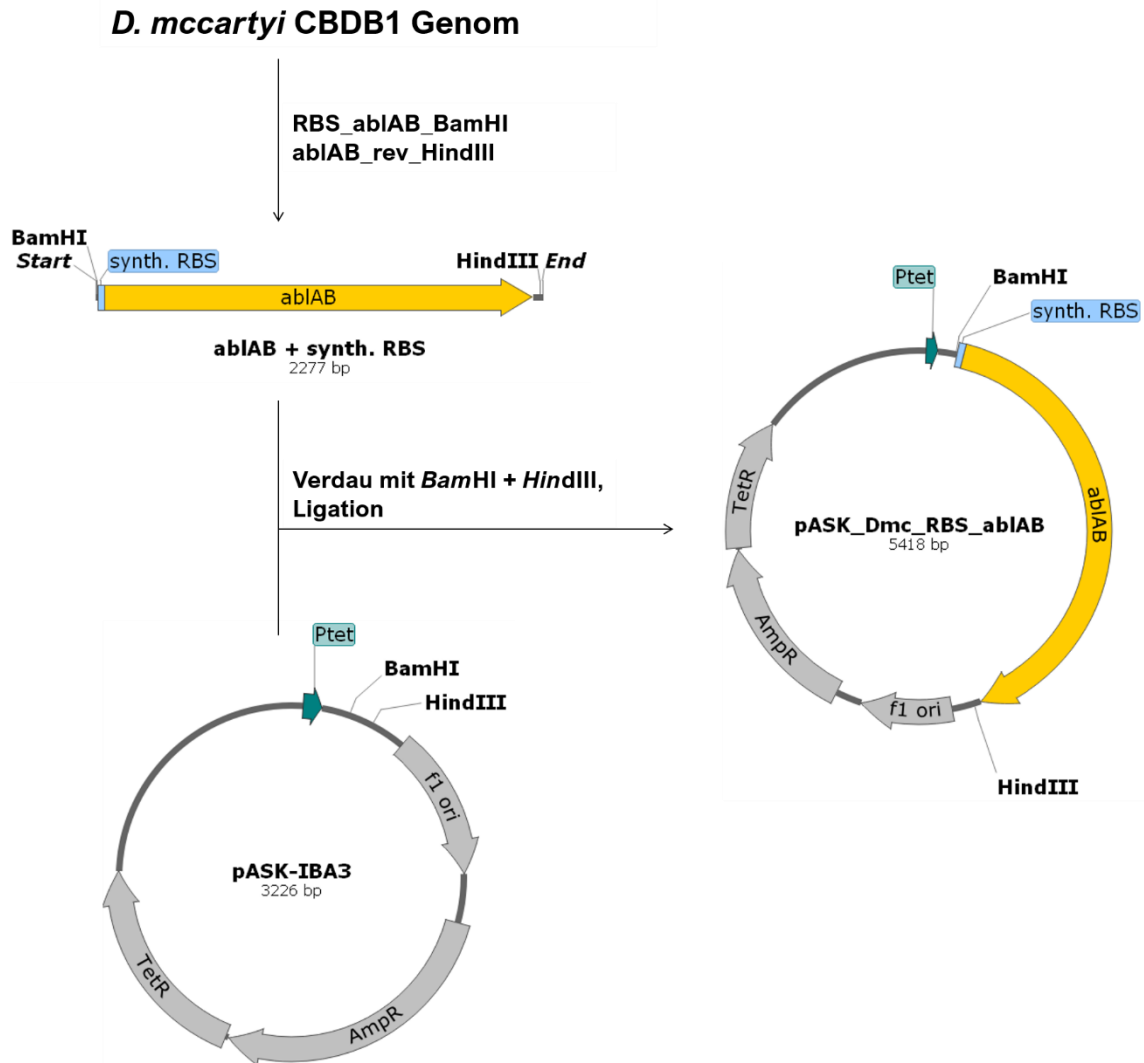 D. mccartyi CBDB1 Genom
RBS_ablAB_BamHI
ablAB_rev_HindIII
BamHI
Start
synth. RBS
HindIII End
ablAB
ablAB + synth. RBS
2277 bp
Verdau mit BamHI + HindIII,
Ligation
Ptet
BamHI
HindIII
f1 ori
pASK-IBA3
3226 bp
TetR
AmpR
Ptet
BamHI
synth. RBS
TetR
ablAB
pASK_Dmc_RBS_ablAB
5418 bp
AmpR
f1 ori
HindIII